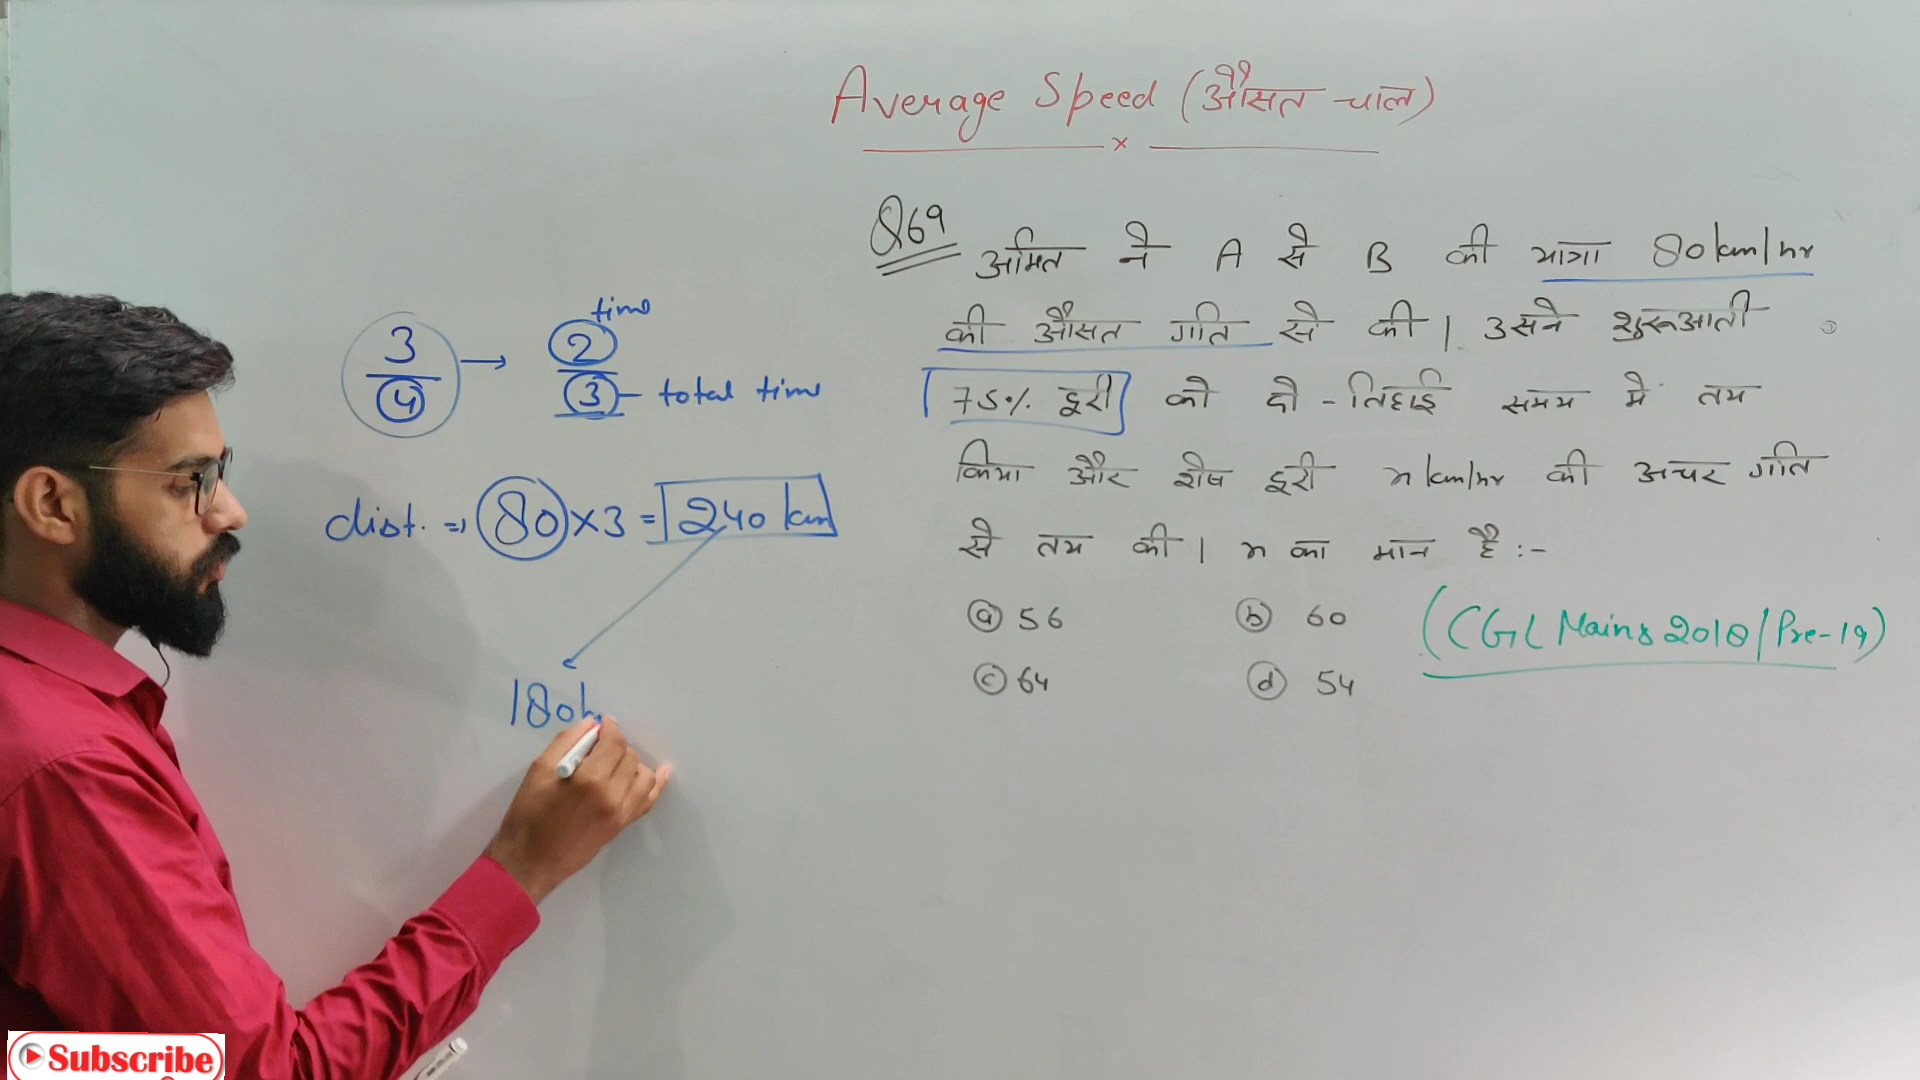 Average Speed (औसत चाल)
x
Q69 अमित ने A से B की यात्रा 80 km/hr
की औसत गति से की | उसने शुरूआती
75% दूरी को दो-तिहाई समय में तय
किया और शेष दूरी x km/hr की अचर गति
से तय की | x का मान है :-
(a) 56 (b) 60
(c) 64 (d) 54
(CGL Mains 2018/Pre-19)
time
3/4 → 2/3 - total time
dist. ⇒ 80 × 3 = 240 km
180k
Subscribe